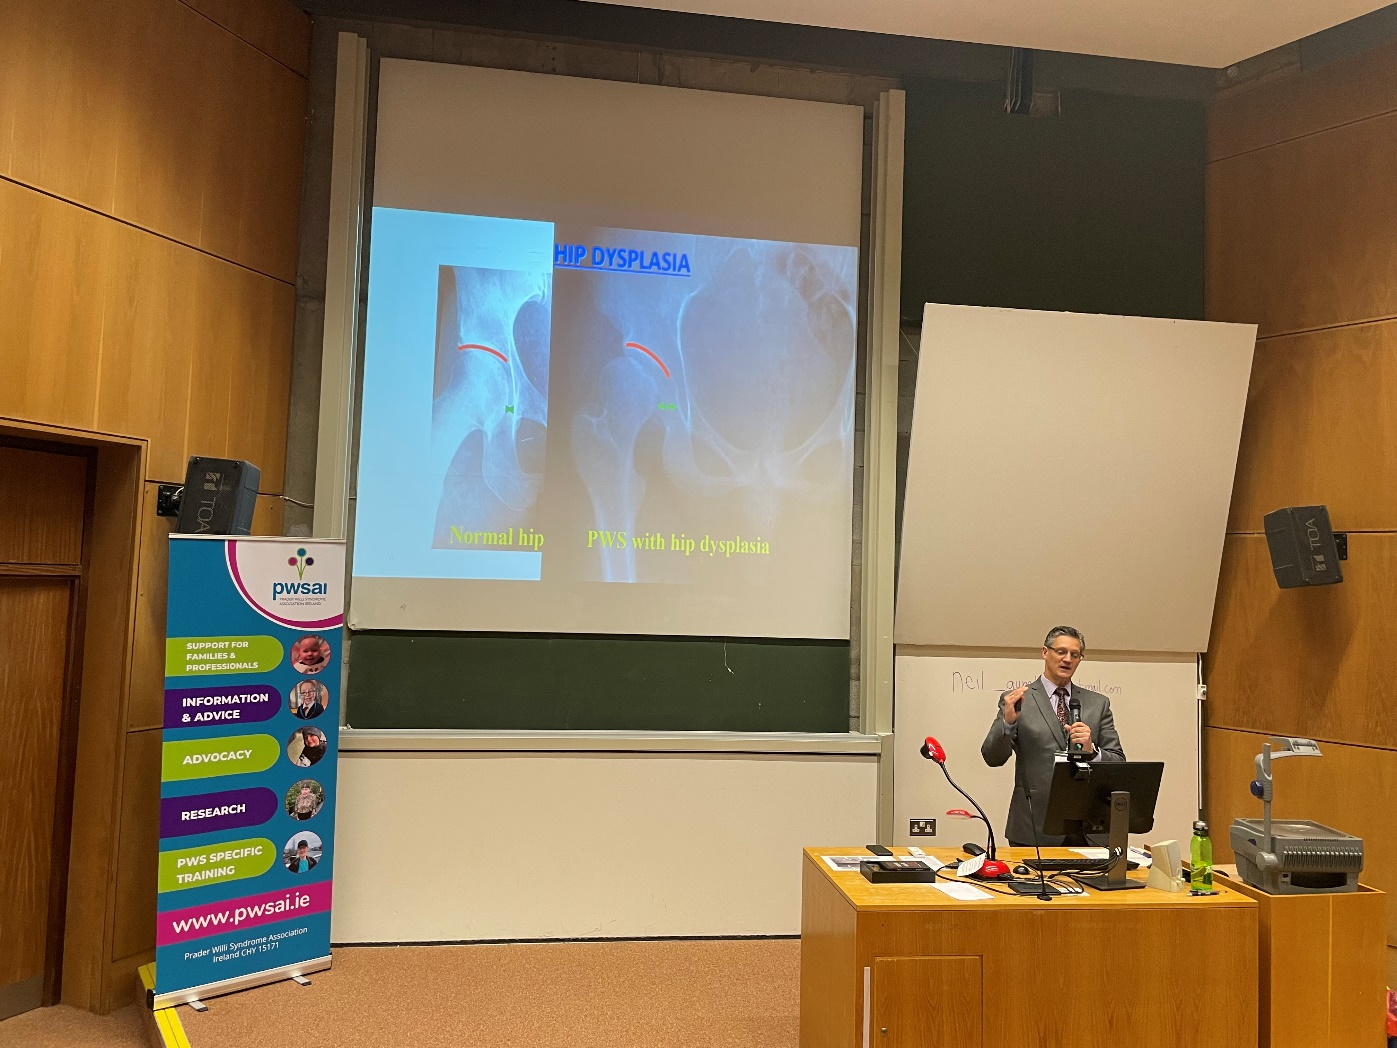 HIP DYSPLASIA
Normal hip
PWS with hip dysplasia
TOA
pwsai
PRADER WILLI SYNDROME
ASSOCIATION IRELAND
SUPPORT FOR
FAMILIES &
PROFESSIONALS
INFORMATION
& ADVICE
ADVOCACY
RESEARCH
PWS SPECIFIC
TRAINING
www.pwsai.ie
Prader Willi Syndrome Association
Ireland CHY 15171
neil
TOA
DELL